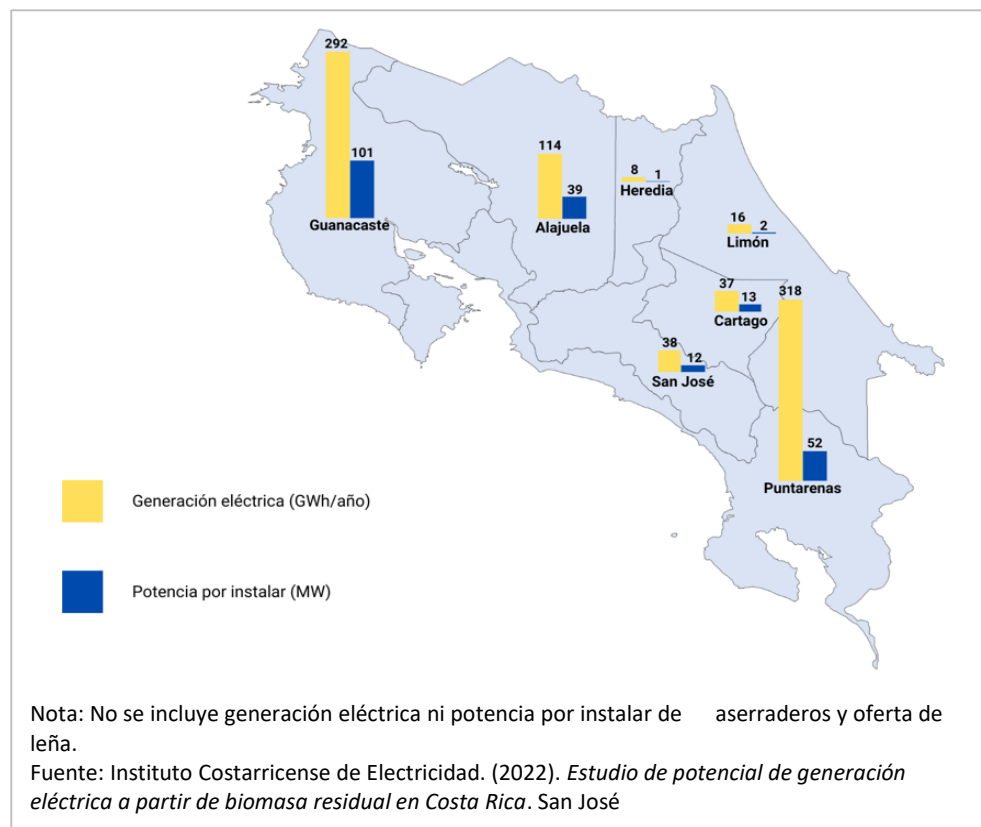 292
101
Guanacaste
114
39
Alajuela
8 1
Heredia
16 2
Limón
37 13
Cartago
318
52
Puntarenas
38 12
San José
Generación eléctrica (GWh/año)
Potencia por instalar (MW)
Nota: No se incluye generación eléctrica ni potencia por instalar de aserraderos y oferta de
leña.
Fuente: Instituto Costarricense de Electricidad. (2022). Estudio de potencial de generación
eléctrica a partir de biomasa residual en Costa Rica. San José